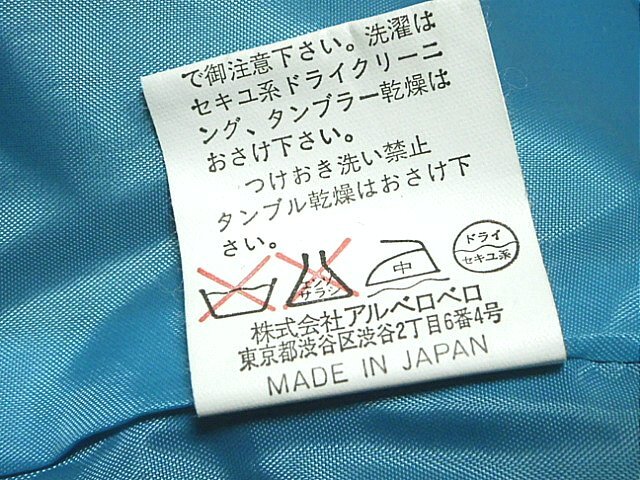 で御注意下さい。洗濯は
セキユ系ドライクリーニ
ング、タンブラー乾燥は
おさけ下さい。
つけおき洗い禁止
タンブル乾燥はおさけ下
さい。
エンソ
サラシ
中
ドライ
セキユ系
株式会社アルベロベロ
東京都渋谷区渋谷2丁目6番4号
MADE IN JAPAN